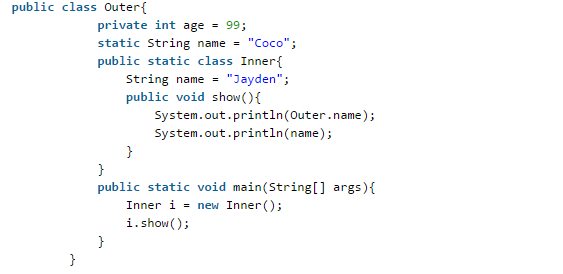 public class Outer{
private int age = 99;
static String name = "Coco";
public static class Inner{
String name = "Jayden";
public void show(){
System.out.println(Outer.name);
System.out.println(name);
}
}
public static void main(String[] args){
Inner i = new Inner();
i.show();
}
}